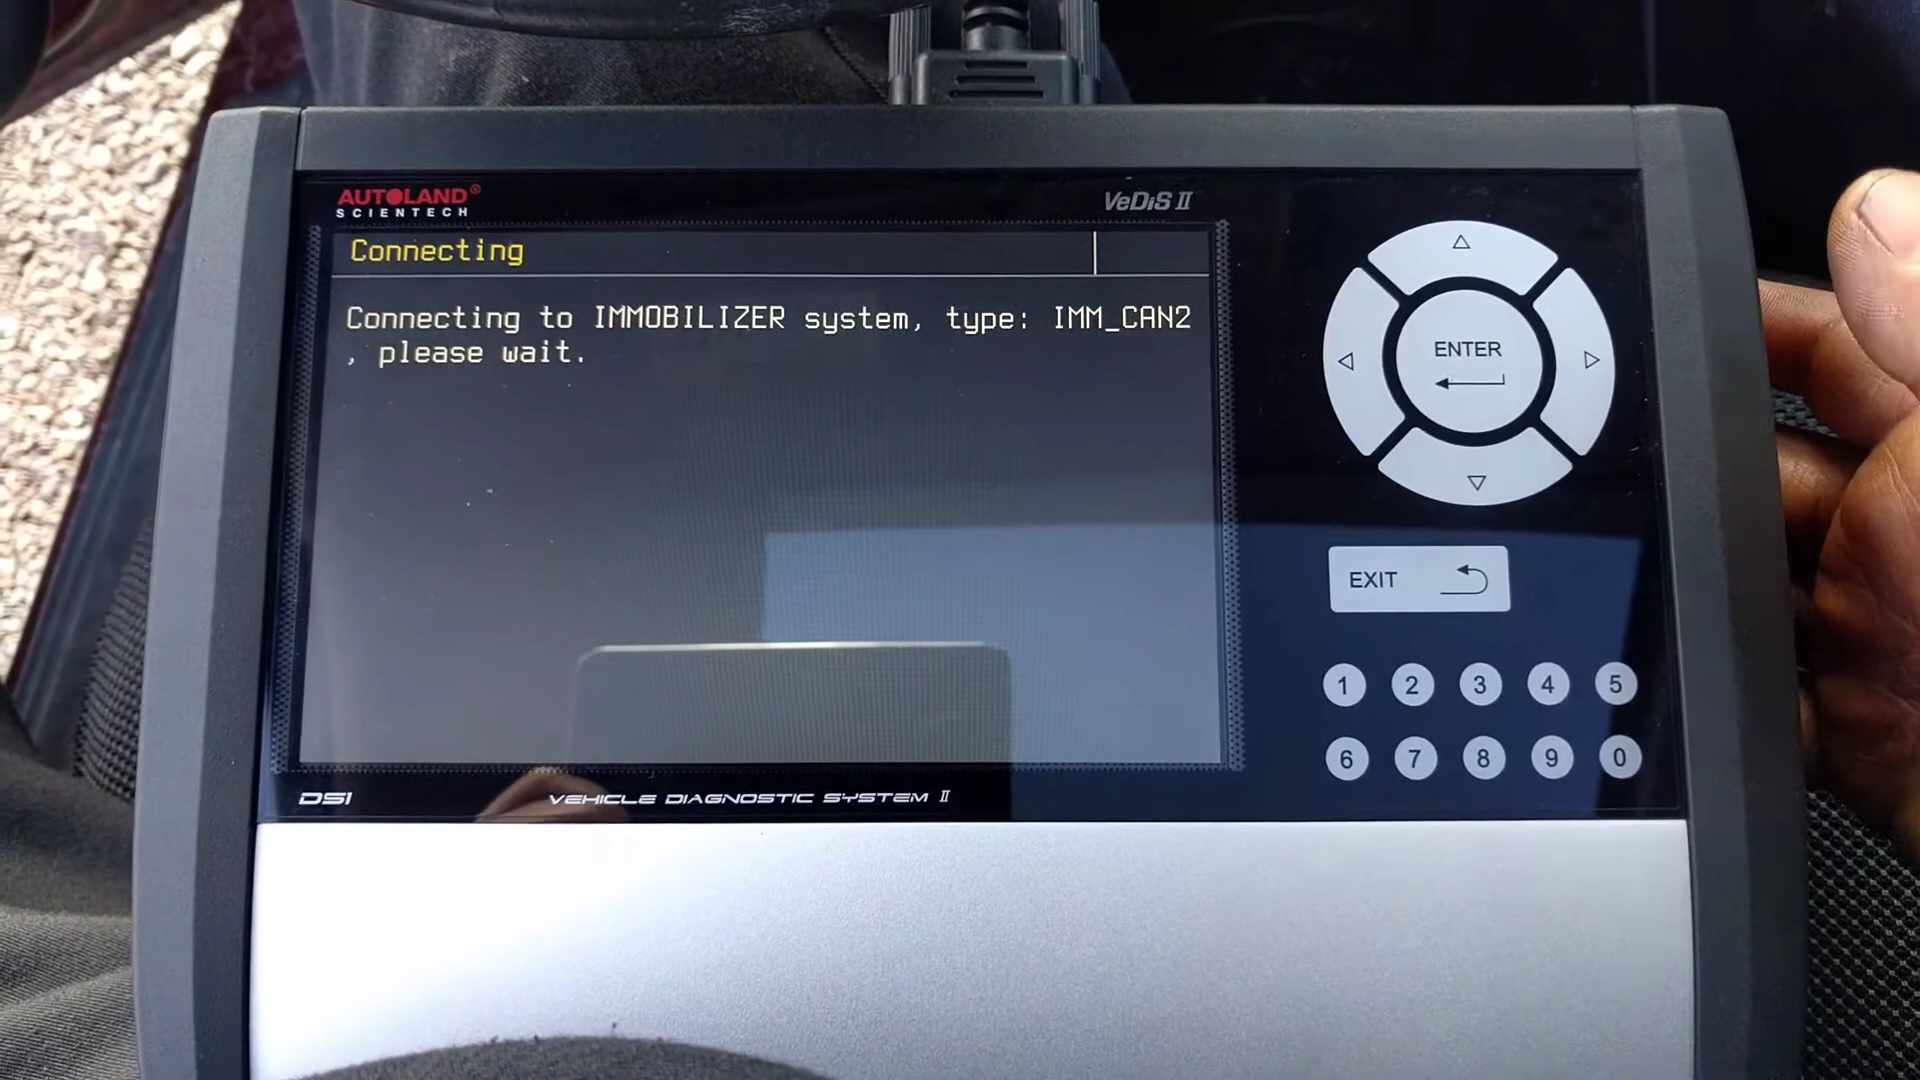 AUTOLAND®
SCIENTECH
VeDiS II
Connecting
Connecting to IMMOBILIZER system, type: IMM_CAN2
, please wait.
ENTER
EXIT
1 2 3 4 5
6 7 8 9 0
DS1 VEHICLE DIAGNOSTIC SYSTEM II